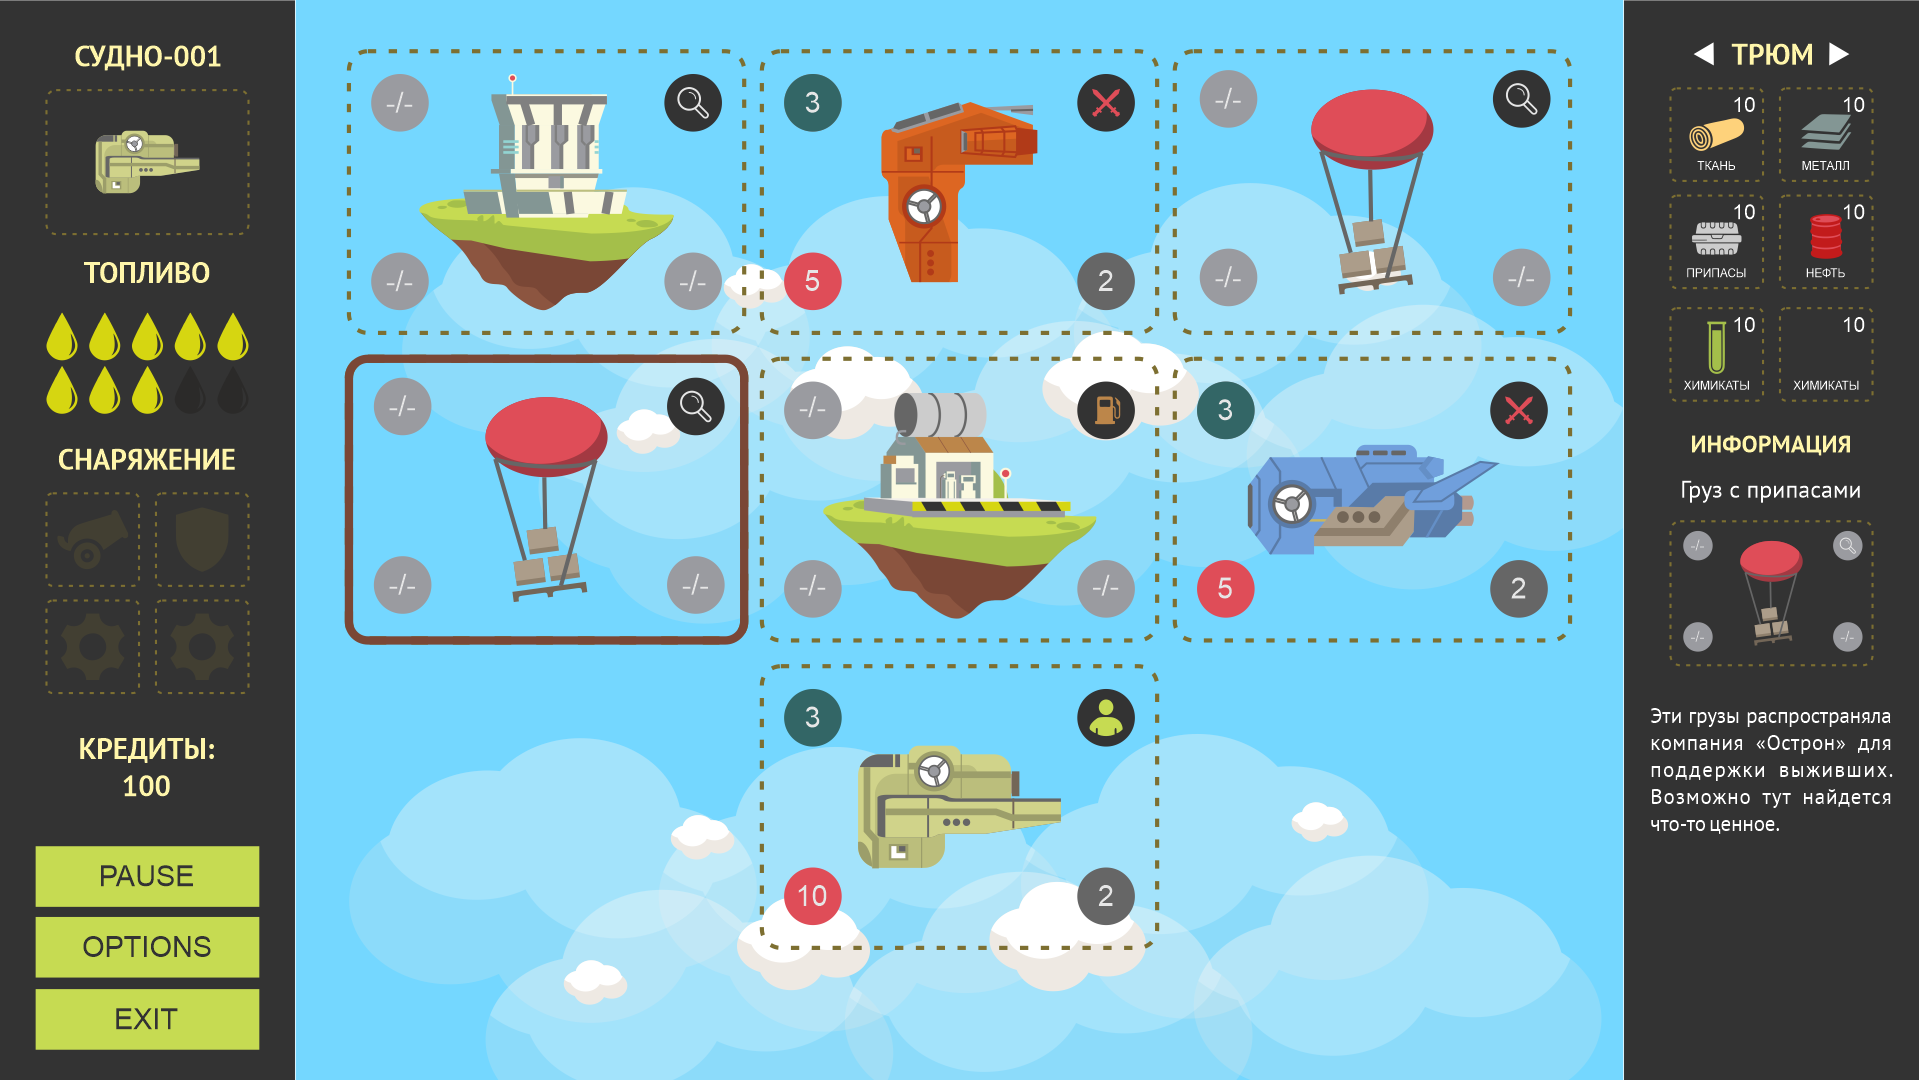 СУДНО-001
ТОПЛИВО
СНАРЯЖЕНИЕ
КРЕДИТЫ:
100
PAUSE
OPTIONS
EXIT
-/-
-/- -/-
3
5 2
-/-
-/- -/-
-/-
-/- -/-
-/-
-/- -/-
3
5 2
3
10 2
ТРЮМ
10 10
ТКАНЬ МЕТАЛЛ
10 10
ПРИПАСЫ НЕФТЬ
10 10
ХИМИКАТЫ ХИМИКАТЫ
ИНФОРМАЦИЯ
Груз с припасами
-/-
-/- -/-
Эти грузы распространяла
компания «Острон» для
поддержки выживших.
Возможно тут найдется
что-то ценное.